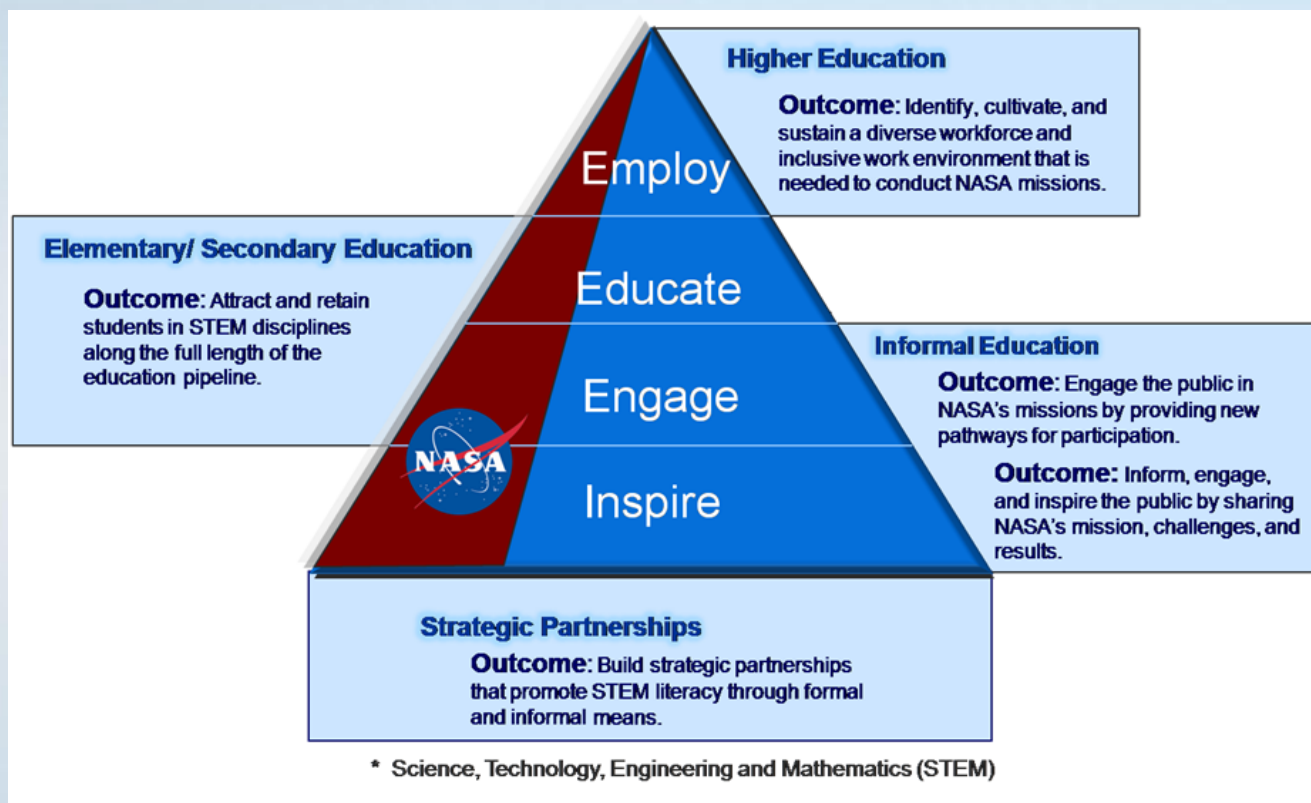 Higher Education
Outcome: Identify, cultivate, and
sustain a diverse workforce and
inclusive work environment that is
needed to conduct NASA missions.
Employ
Elementary/ Secondary Education
Outcome: Attract and retain
students in STEM disciplines
along the full length of the
education pipeline.
Educate
Engage
Informal Education
Outcome: Engage the public in
NASA's missions by providing new
pathways for participation.
Outcome: Inform, engage,
and inspire the public by sharing
NASA's mission, challenges, and
results.
NASA
Inspire
Strategic Partnerships
Outcome: Build strategic partnerships
that promote STEM literacy through formal
and informal means.
* Science, Technology, Engineering and Mathematics (STEM)